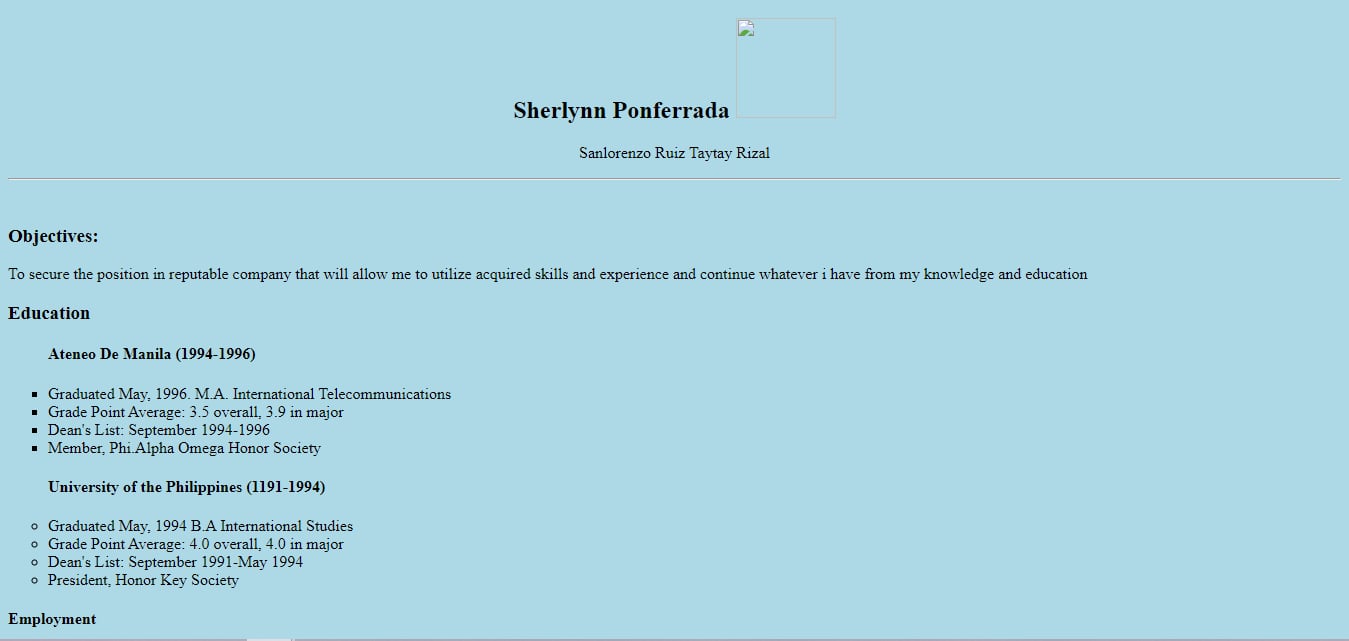 Sherlynn Ponferrada
Sanlorenzo Ruiz Taytay Rizal
Objectives:
To secure the position in reputable company that will allow me to utilize acquired skills and experience and continue whatever i have from my knowledge and education
Education
Ateneo De Manila (1994-1996)
Graduated May, 1996. M.A. International Telecommunications
Grade Point Average: 3.5 overall, 3.9 in major
Dean's List: September 1994-1996
Member, Phi.Alpha Omega Honor Society
University of the Philippines (1191-1994)
Graduated May, 1994 B.A International Studies
Grade Point Average: 4.0 overall, 4.0 in major
Dean's List: September 1991-May 1994
President, Honor Key Society
Employment